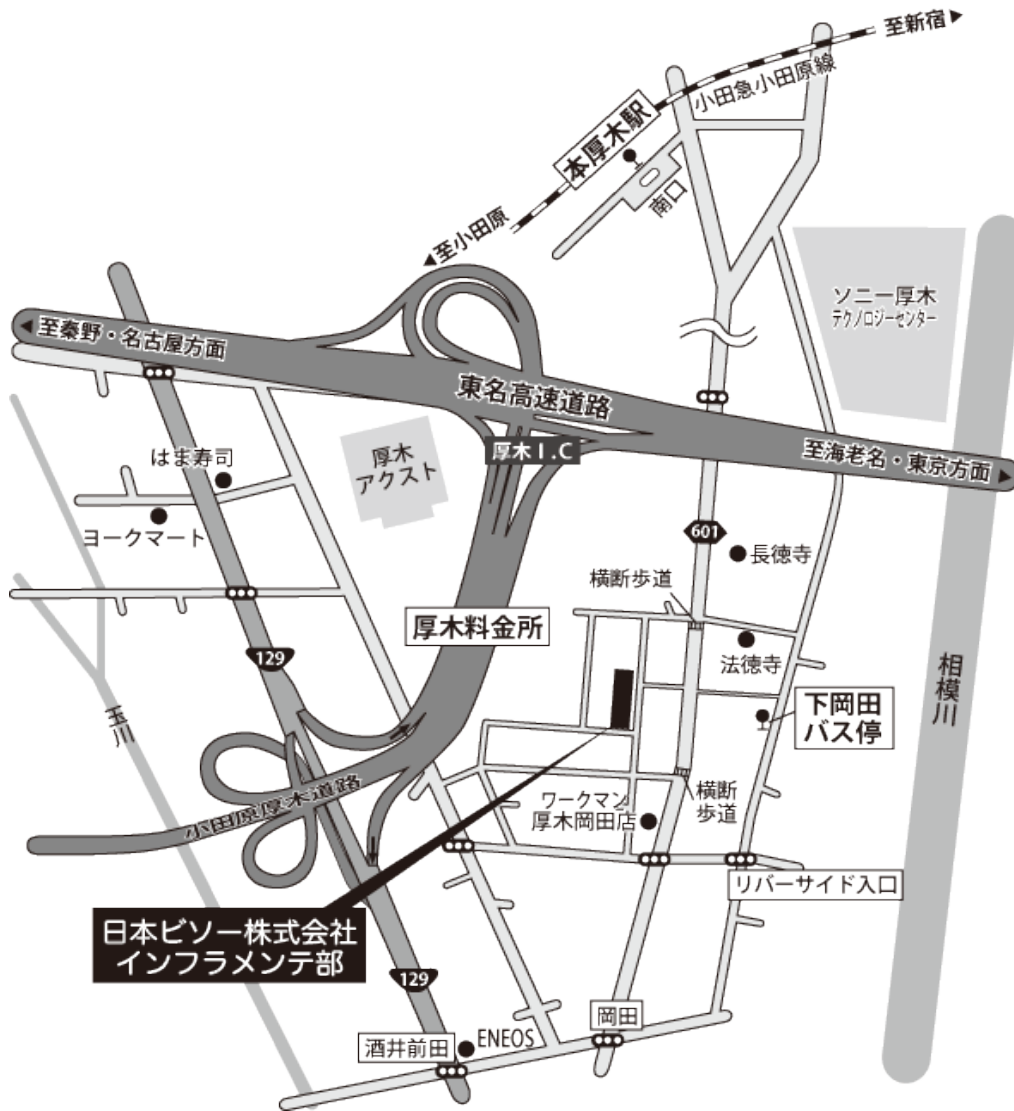 至新宿▶
小田急小田原線
本厚木駅
南口
◀至小田原
ソニー厚木
テクノロジーセンター
◀至秦野・名古屋方面
東名高速道路
厚木I.C
至海老名・東京方面▶
厚木
アクスト
はま寿司
ヨークマート
601
長徳寺
横断歩道
厚木料金所
法徳寺
129
相模川
下岡田
バス停
玉川
小田原厚木道路
横断
歩道
ワークマン
厚木岡田店
リバーサイド入口
日本ビソー株式会社
インフラメンテ部
129
岡田
酒井前田
ENEOS